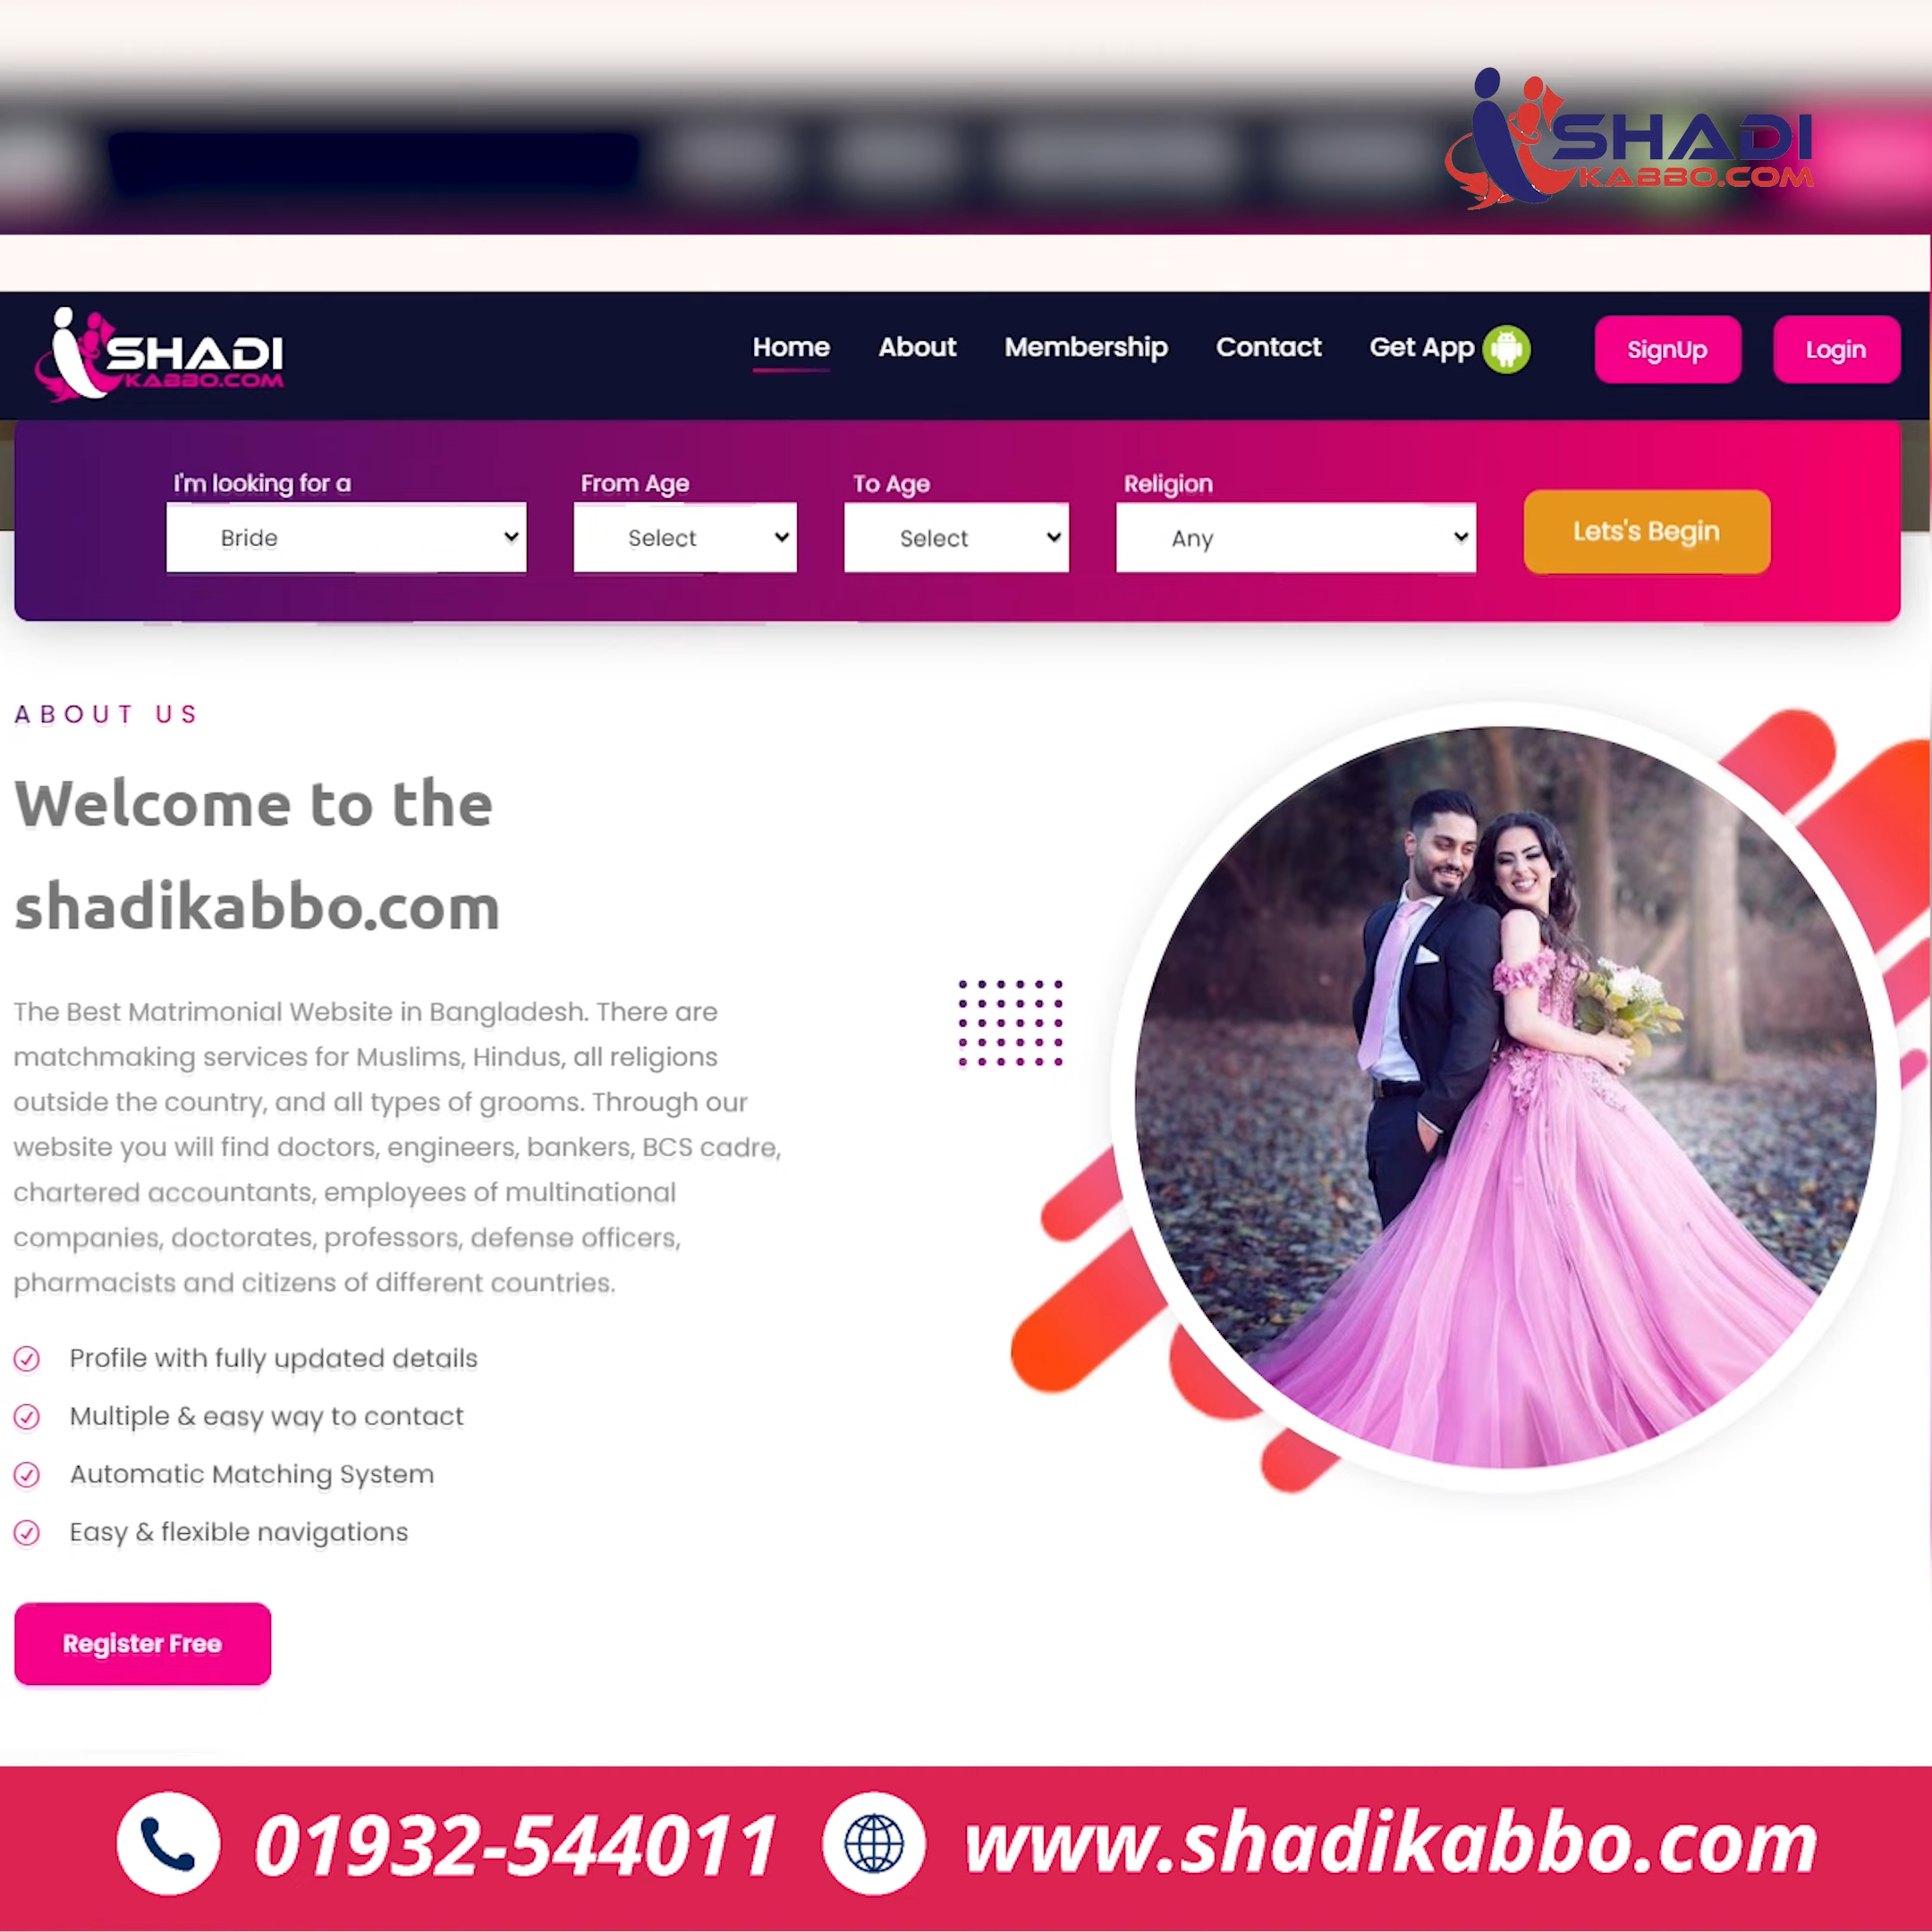 SHADI
KABBO.COM
SHADI
KABBO.COM
Home About Membership Contact Get App SignUp Login
I'm looking for a From Age To Age Religion
Bride Select Select Any Lets's Begin
ABOUT US
Welcome to the
shadikabbo.com
The Best Matrimonial Website in Bangladesh. There are
matchmaking services for Muslims, Hindus, all religions
outside the country, and all types of grooms. Through our
website you will find doctors, engineers, bankers, BCS cadre,
chartered accountants, employees of multinational
companies, doctorates, professors, defense officers,
pharmacists and citizens of different countries.
Profile with fully updated details
Multiple & easy way to contact
Automatic Matching System
Easy & flexible navigations
Register Free
01932-544011 www.shadikabbo.com